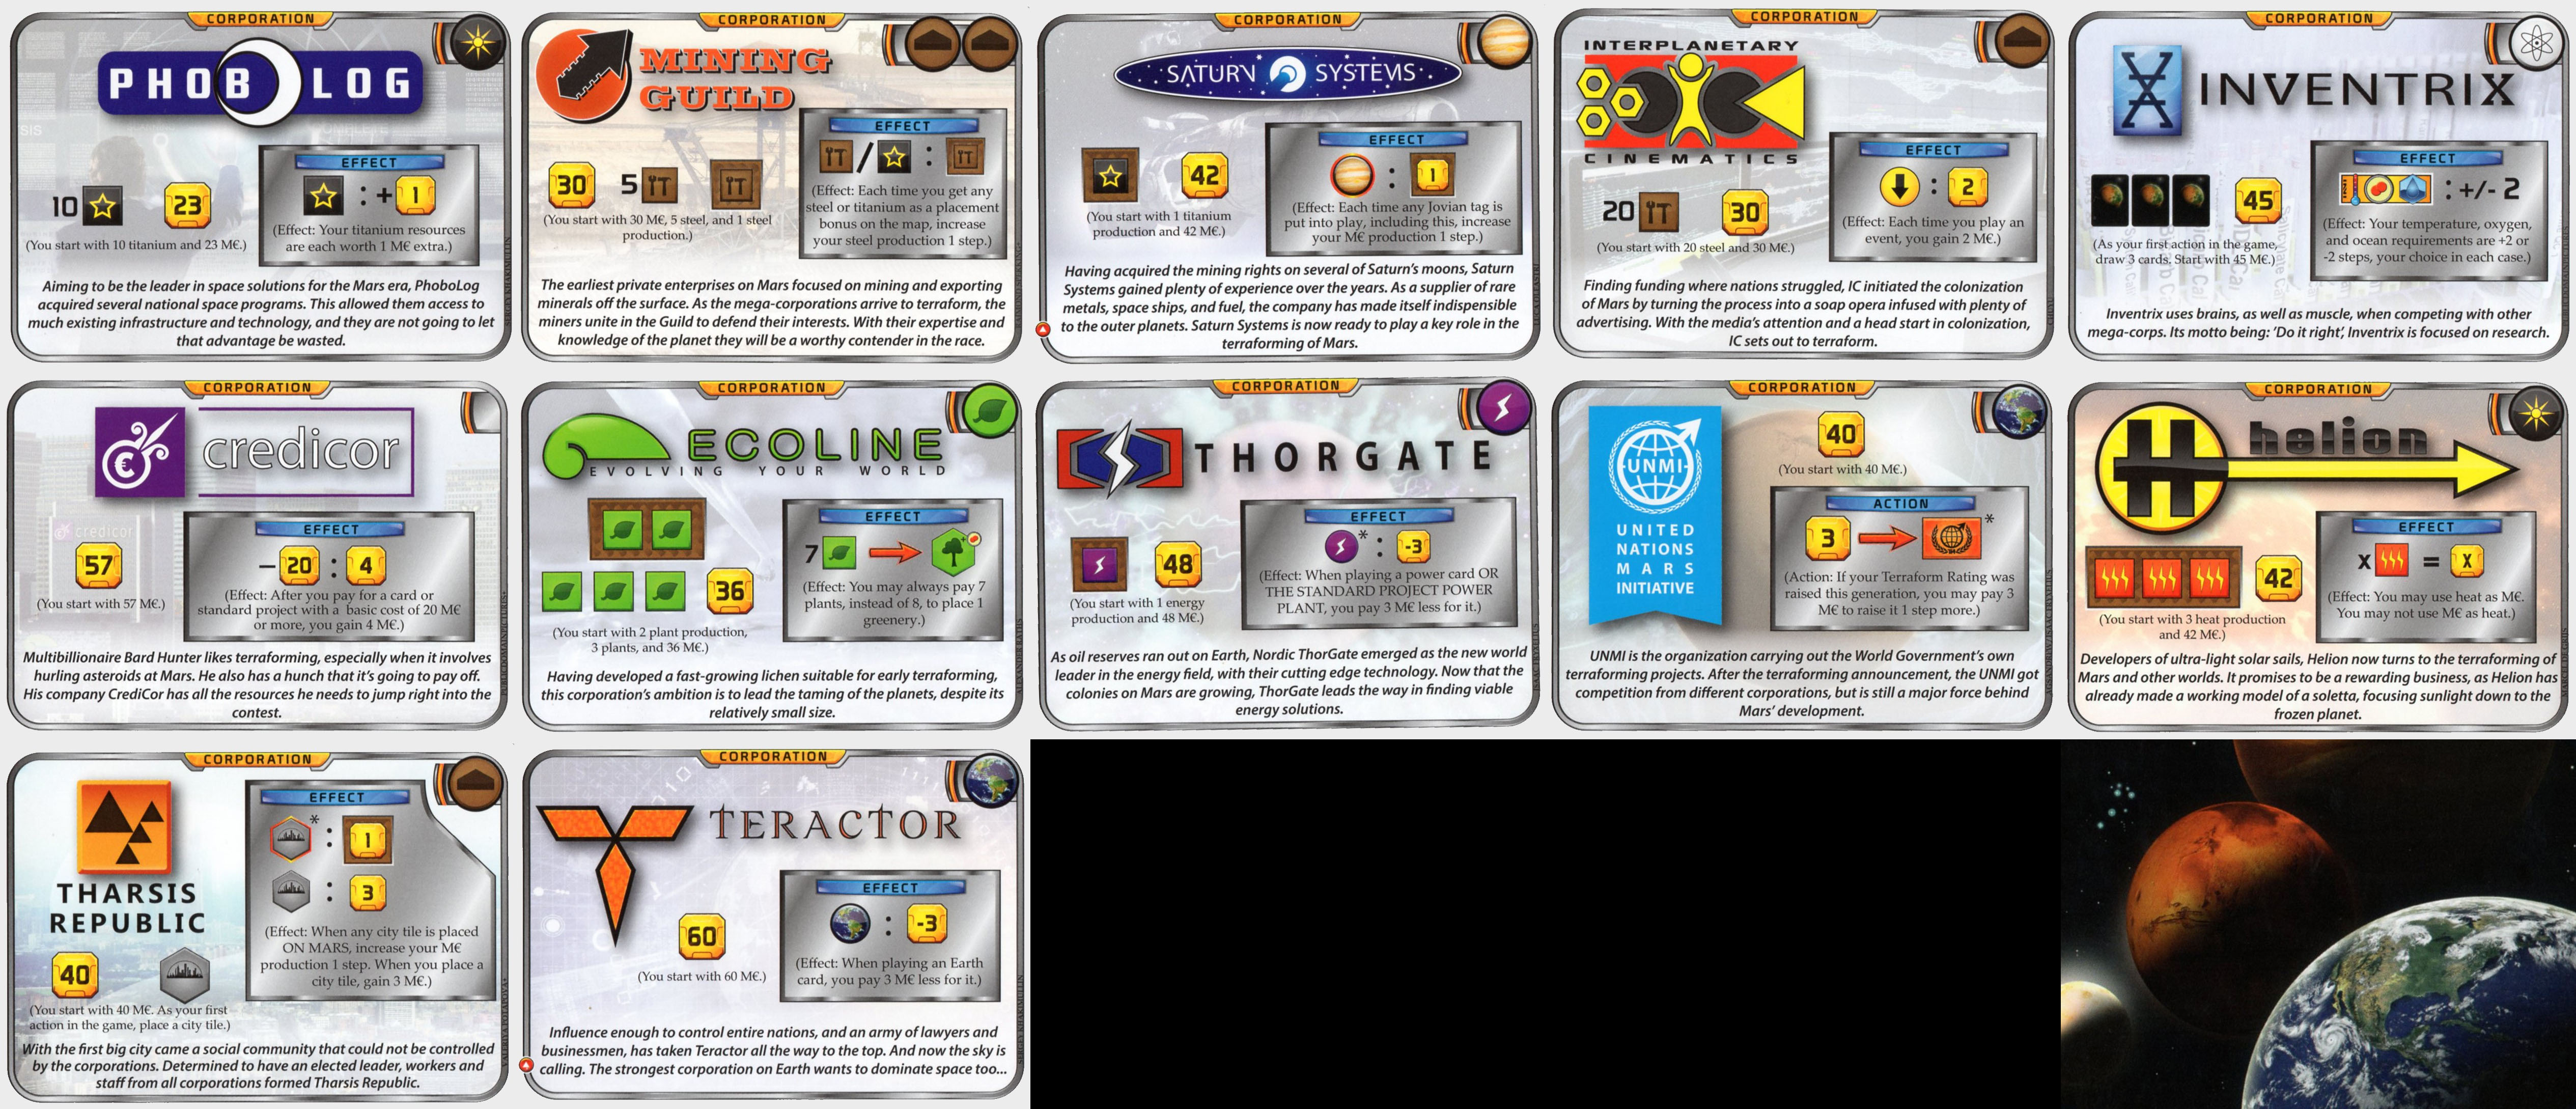 CORPORATION
PHOBOLOG
10
23
(You start with 10 titanium and 23 M€.)
EFFECT
: + 1
(Effect: Your titanium resources
are each worth 1 M€ extra.)
Aiming to be the leader in space solutions for the Mars era, PhoboLog
acquired several national space programs. This allowed them access to
much existing infrastructure and technology, and they are not going to let
that advantage be wasted.
CORPORATION
MINING
GUILD
30
5
(You start with 30 M€, 5 steel, and 1 steel
production.)
EFFECT
/ :
(Effect: Each time you get any
steel or titanium as a placement
bonus on the map, increase
your steel production 1 step.)
The earliest private enterprises on Mars focused on mining and exporting
minerals off the surface. As the mega-corporations arrive to terraform, the
miners unite in the Guild to defend their interests. With their expertise and
knowledge of the planet they will be a worthy contender in the race.
CORPORATION
SATURN SYSTEMS
42
(You start with 1 titanium
production and 42 M€.)
EFFECT
: 1
(Effect: Each time any Jovian tag is
put into play, including this, increase
your M€ production 1 step.)
Having acquired the mining rights on several of Saturn's moons, Saturn
Systems gained plenty of experience over the years. As a supplier of rare
metals, space ships, and fuel, the company has made itself indispensible
to the outer planets. Saturn Systems is now ready to play a key role in the
terraforming of Mars.
CORPORATION
INTERPLANETARY
CINEMATICS
20
30
(You start with 20 steel and 30 M€.)
EFFECT
: 2
(Effect: Each time you play an
event, you gain 2 M€.)
Finding funding where nations struggled, IC initiated the colonization
of Mars by turning the process into a soap opera infused with plenty of
advertising. With the media's attention and a head start in colonization,
IC sets out to terraform.
CORPORATION
INVENTRIX
45
(As your first action in the game,
draw 3 cards. Start with 45 M€.)
EFFECT
: +/- 2
(Effect: Your temperature, oxygen,
and ocean requirements are +2 or
-2 steps, your choice in each case.)
Inventrix uses brains, as well as muscle, when competing with other
mega-corps. Its motto being: 'Do it right', Inventrix is focused on research.
CORPORATION
credicor
credicor
57
(You start with 57 M€.)
EFFECT
– 20 : 4
(Effect: After you pay for a card or
standard project with a basic cost of 20 M€
or more, you gain 4 M€.)
Multibillionaire Bard Hunter likes terraforming, especially when it involves
hurling asteroids at Mars. He also has a hunch that it's going to pay off.
His company CrediCor has all the resources he needs to jump right into the
contest.
CORPORATION
ECOLINE
EVOLVING YOUR WORLD
36
(You start with 2 plant production,
3 plants, and 36 M€.)
EFFECT
7
(Effect: You may always pay 7
plants, instead of 8, to place 1
greenery.)
Having developed a fast-growing lichen suitable for early terraforming,
this corporation's ambition is to lead the taming of the planets, despite its
relatively small size.
CORPORATION
THORGATE
48
(You start with 1 energy
production and 48 M€.)
EFFECT
* : -3
(Effect: When playing a power card OR
THE STANDARD PROJECT POWER
PLANT, you pay 3 M€ less for it.)
As oil reserves ran out on Earth, Nordic ThorGate emerged as the new world
leader in the energy field, with their cutting edge technology. Now that the
colonies on Mars are growing, ThorGate leads the way in finding viable
energy solutions.
CORPORATION
UNMI
UNITED
NATIONS
MARS
INITIATIVE
40
(You start with 40 M€.)
ACTION
3 *
(Action: If your Terraform Rating was
raised this generation, you may pay 3
M€ to raise it 1 step more.)
UNMI is the organization carrying out the World Government's own
terraforming projects. After the terraforming announcement, the UNMI got
competition from different corporations, but is still a major force behind
Mars' development.
CORPORATION
helion
42
(You start with 3 heat production
and 42 M€.)
EFFECT
x = x
(Effect: You may use heat as M€.
You may not use M€ as heat.)
Developers of ultra-light solar sails, Helion now turns to the terraforming of
Mars and other worlds. It promises to be a rewarding business, as Helion has
already made a working model of a soletta, focusing sunlight down to the
frozen planet.
CORPORATION
THARSIS
REPUBLIC
40
(You start with 40 M€. As your first
action in the game, place a city tile.)
EFFECT
* : 1
: 3
(Effect: When any city tile is placed
ON MARS, increase your M€
production 1 step. When you place a
city tile, gain 3 M€.)
With the first big city came a social community that could not be controlled
by the corporations. Determined to have an elected leader, workers and
staff from all corporations formed Tharsis Republic.
CORPORATION
TERACTOR
60
(You start with 60 M€.)
EFFECT
: -3
(Effect: When playing an Earth
card, you pay 3 M€ less for it.)
Influence enough to control entire nations, and an army of lawyers and
businessmen, has taken Teractor all the way to the top. And now the sky is
calling. The strongest corporation on Earth wants to dominate space too...